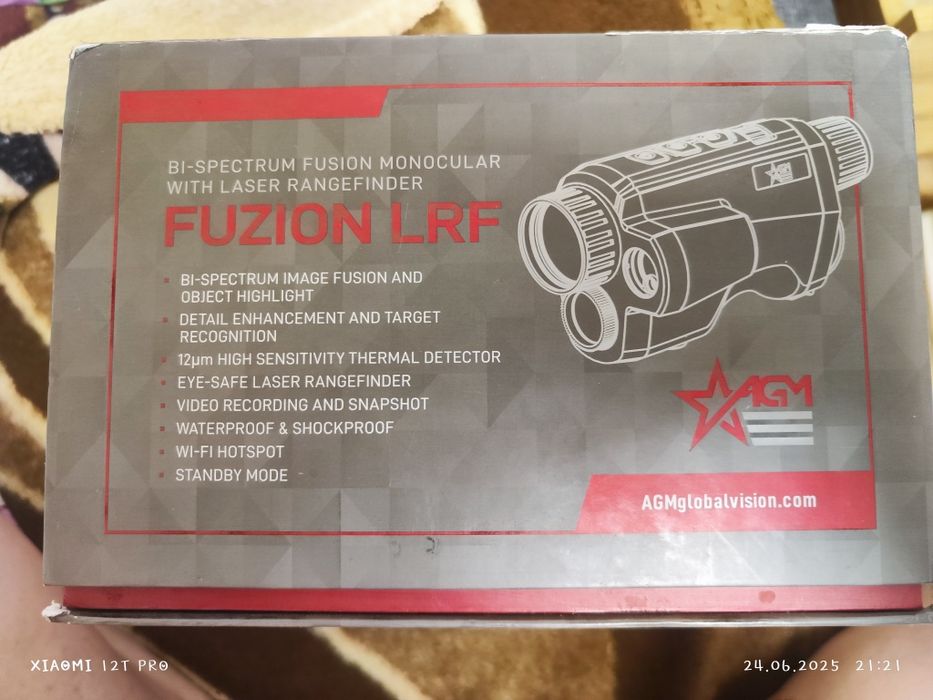 BI-SPECTRUM FUSION MONOCULAR
WITH LASER RANGEFINDER
FUZION LRF
▪ BI-SPECTRUM IMAGE FUSION AND
OBJECT HIGHLIGHT
▪ DETAIL ENHANCEMENT AND TARGET
RECOGNITION
▪ 12µm HIGH SENSITIVITY THERMAL DETECTOR
▪ EYE-SAFE LASER RANGEFINDER
▪ VIDEO RECORDING AND SNAPSHOT
▪ WATERPROOF & SHOCKPROOF
▪ WI-FI HOTSPOT
▪ STANDBY MODE
AGM
AGMglobalvision.com
XIAOMI 12T PRO
24.06.2025 21:21